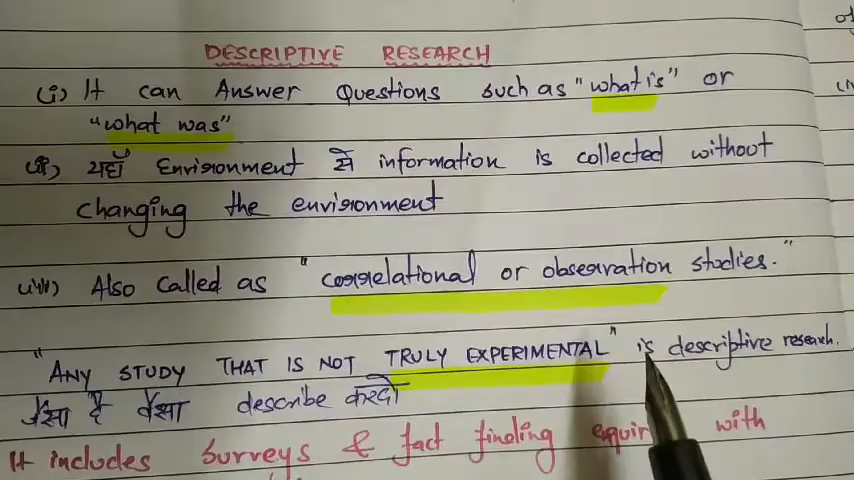 DESCRIPTIVE RESEARCH
(i) It can Answer Questions such as "what is" or
"what was"
(ii) यहाँ Environment से information is collected without
changing the environment
(iii) Also called as "correlational or observation studies."
"ANY STUDY THAT IS NOT TRULY EXPERIMENTAL" is descriptive research.
जैसा है वैसा describe करदो
It includes Surveys & fact finding with